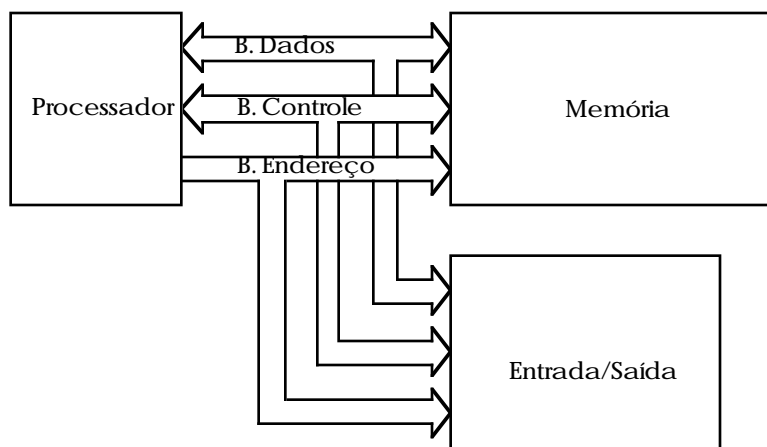 B. Dados
Processador
B. Controle
Memória
B. Endereço
Entrada/Saída